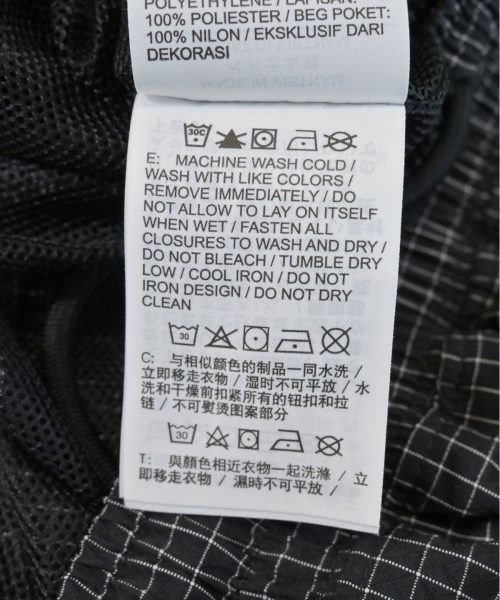 POLYETHYLENE / LAPISAN:
100% POLIESTER / BEG POKET:
100% NILON / EKSKLUSIF DARI
DEKORASI
MADE IN VIETNAM
30C
E: MACHINE WASH COLD /
WASH WITH LIKE COLORS /
REMOVE IMMEDIATELY / DO
NOT ALLOW TO LAY ON ITSELF
WHEN WET / FASTEN ALL
CLOSURES TO WASH AND DRY /
DO NOT BLEACH / TUMBLE DRY
LOW / COOL IRON / DO NOT
IRON DESIGN / DO NOT DRY
CLEAN
30
C: 与相似颜色的制品一同水洗 /
立即移走衣物 / 湿时不可平放 / 水
洗和干燥前扣紧所有的钮扣和拉
链 / 不可熨烫图案部分
30
T: 與顏色相近衣物一起洗滌 / 立
即移走衣物 / 濕時不可平放 /